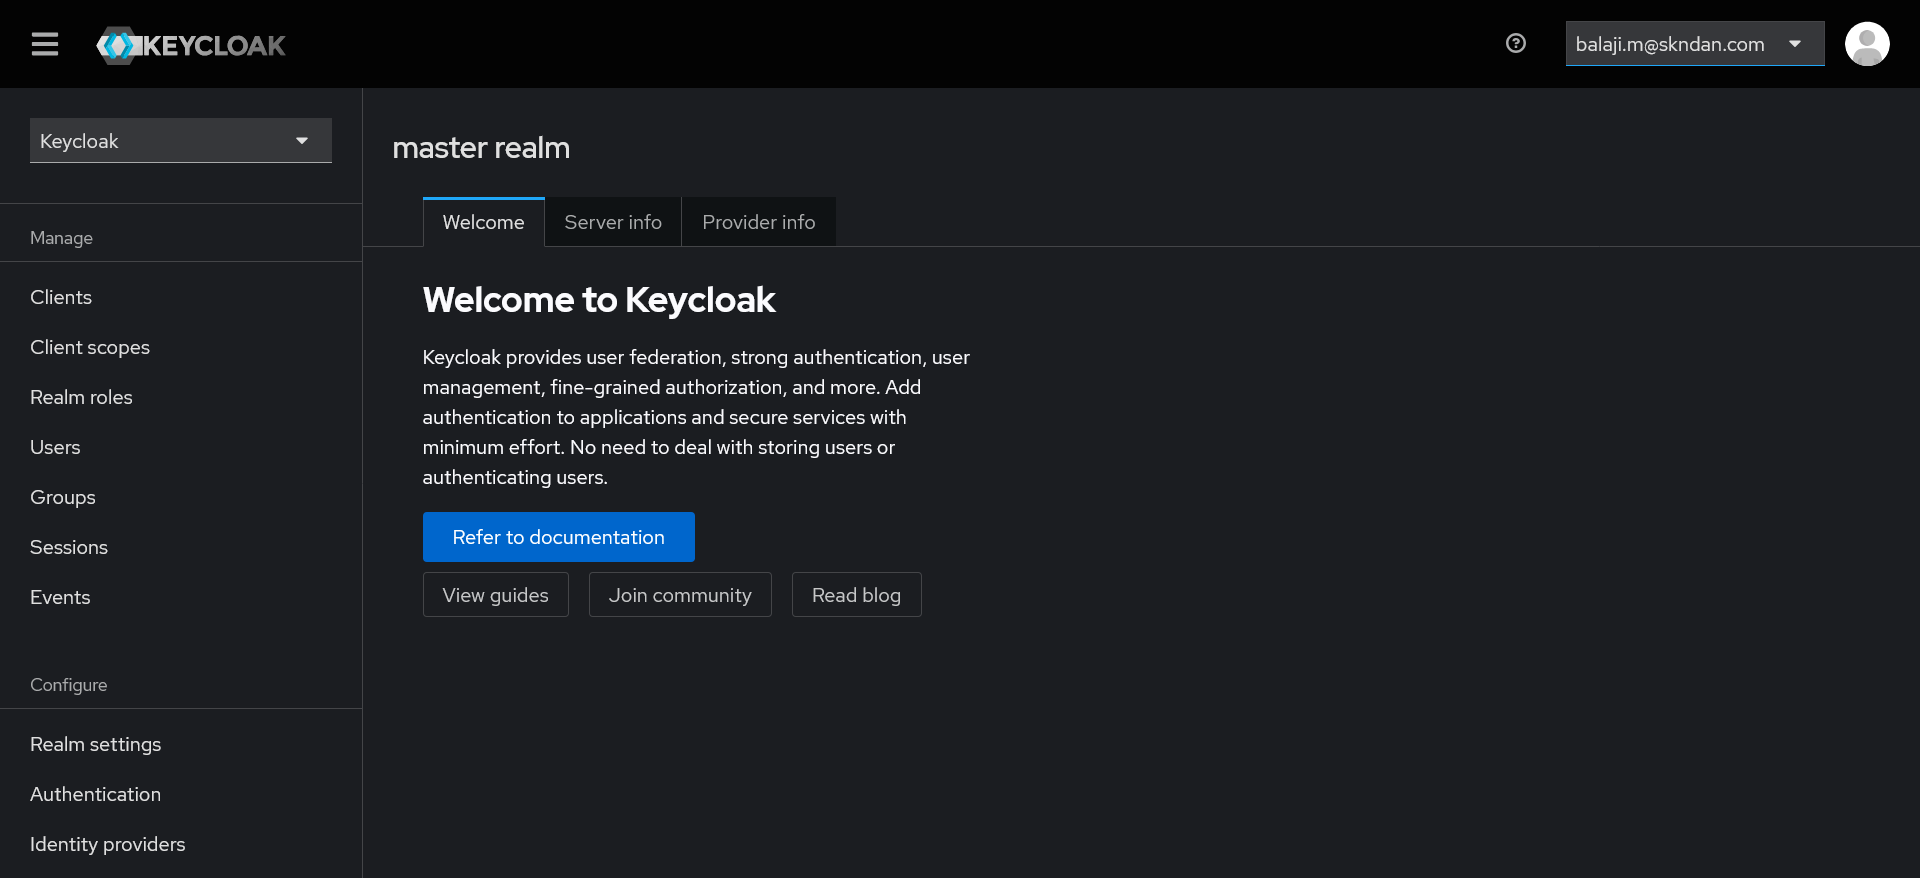 KEYCLOAK
balaji.m@skndan.com
Keycloak
Manage
Clients
Client scopes
Realm roles
Users
Groups
Sessions
Events
Configure
Realm settings
Authentication
Identity providers
master realm
Welcome
Server info
Provider info
Welcome to Keycloak
Keycloak provides user federation, strong authentication, user
management, fine-grained authorization, and more. Add
authentication to applications and secure services with
minimum effort. No need to deal with storing users or
authenticating users.
Refer to documentation
View guides
Join community
Read blog